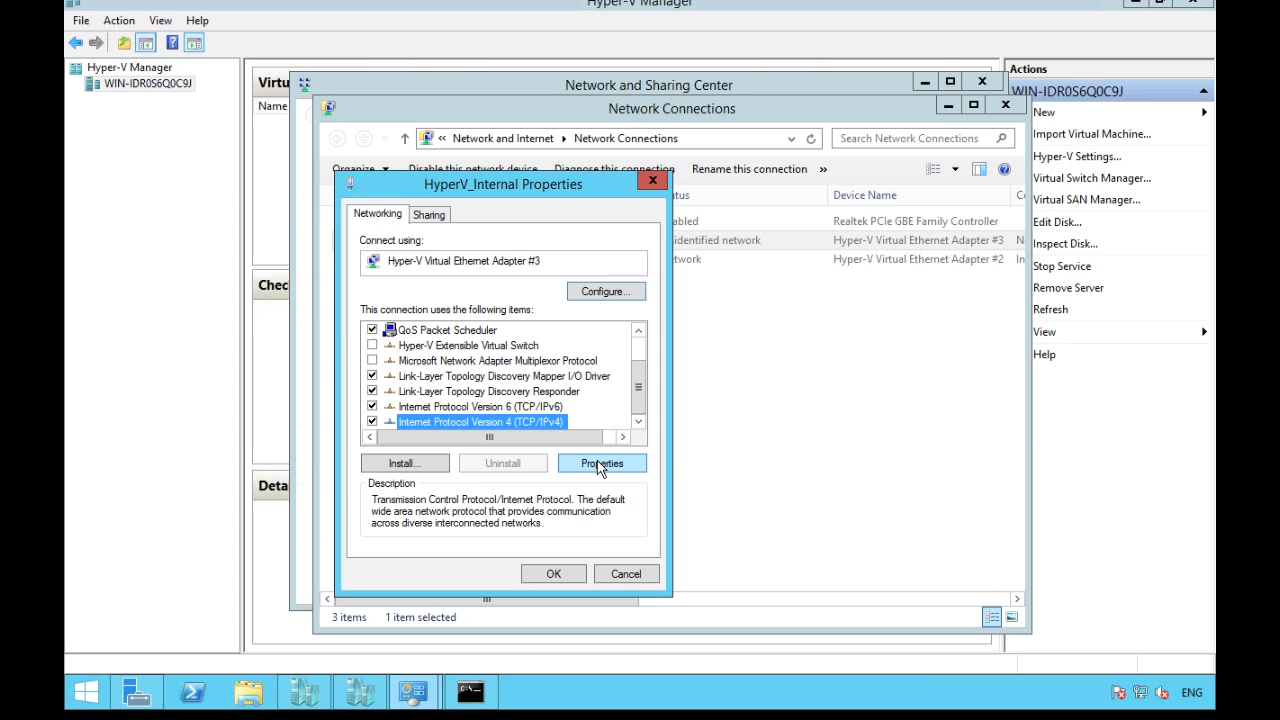 Hyper-V Manager
File Action View Help
Hyper-V Manager
WIN-IDR0S6Q0C9J
Virtu
Name
Chec
Deta
Network and Sharing Center
Network Connections
« Network and Internet Network Connections
Search Network Connections
Organize Disable this network device Diagnose this connection Rename this connection »
atus Device Name C
abled Realtek PCIe GBE Family Controller
identified network Hyper-V Virtual Ethernet Adapter #3 N
etwork Hyper-V Virtual Ethernet Adapter #2 In
3 items 1 item selected
HyperV_Internal Properties
Networking Sharing
Connect using:
Hyper-V Virtual Ethernet Adapter #3
Configure...
This connection uses the following items:
QoS Packet Scheduler
Hyper-V Extensible Virtual Switch
Microsoft Network Adapter Multiplexor Protocol
Link-Layer Topology Discovery Mapper I/O Driver
Link-Layer Topology Discovery Responder
Internet Protocol Version 6 (TCP/IPv6)
Internet Protocol Version 4 (TCP/IPv4)
Install... Uninstall Properties
Description
Transmission Control Protocol/Internet Protocol. The default
wide area network protocol that provides communication
across diverse interconnected networks.
OK Cancel
Actions
WIN-IDR0S6Q0C9J
New
Import Virtual Machine...
Hyper-V Settings...
Virtual Switch Manager...
Virtual SAN Manager...
Edit Disk...
Inspect Disk...
Stop Service
Remove Server
Refresh
View
Help
ENG